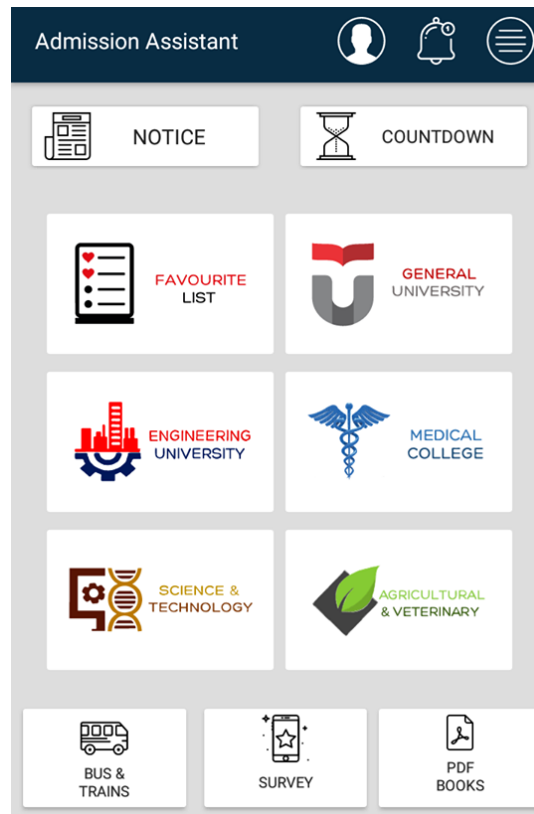 Admission Assistant
NOTICE
COUNTDOWN
FAVOURITE
LIST
GENERAL
UNIVERSITY
ENGINEERING
UNIVERSITY
MEDICAL
COLLEGE
SCIENCE &
TECHNOLOGY
AGRICULTURAL
& VETERINARY
BUS &
TRAINS
SURVEY
PDF
BOOKS